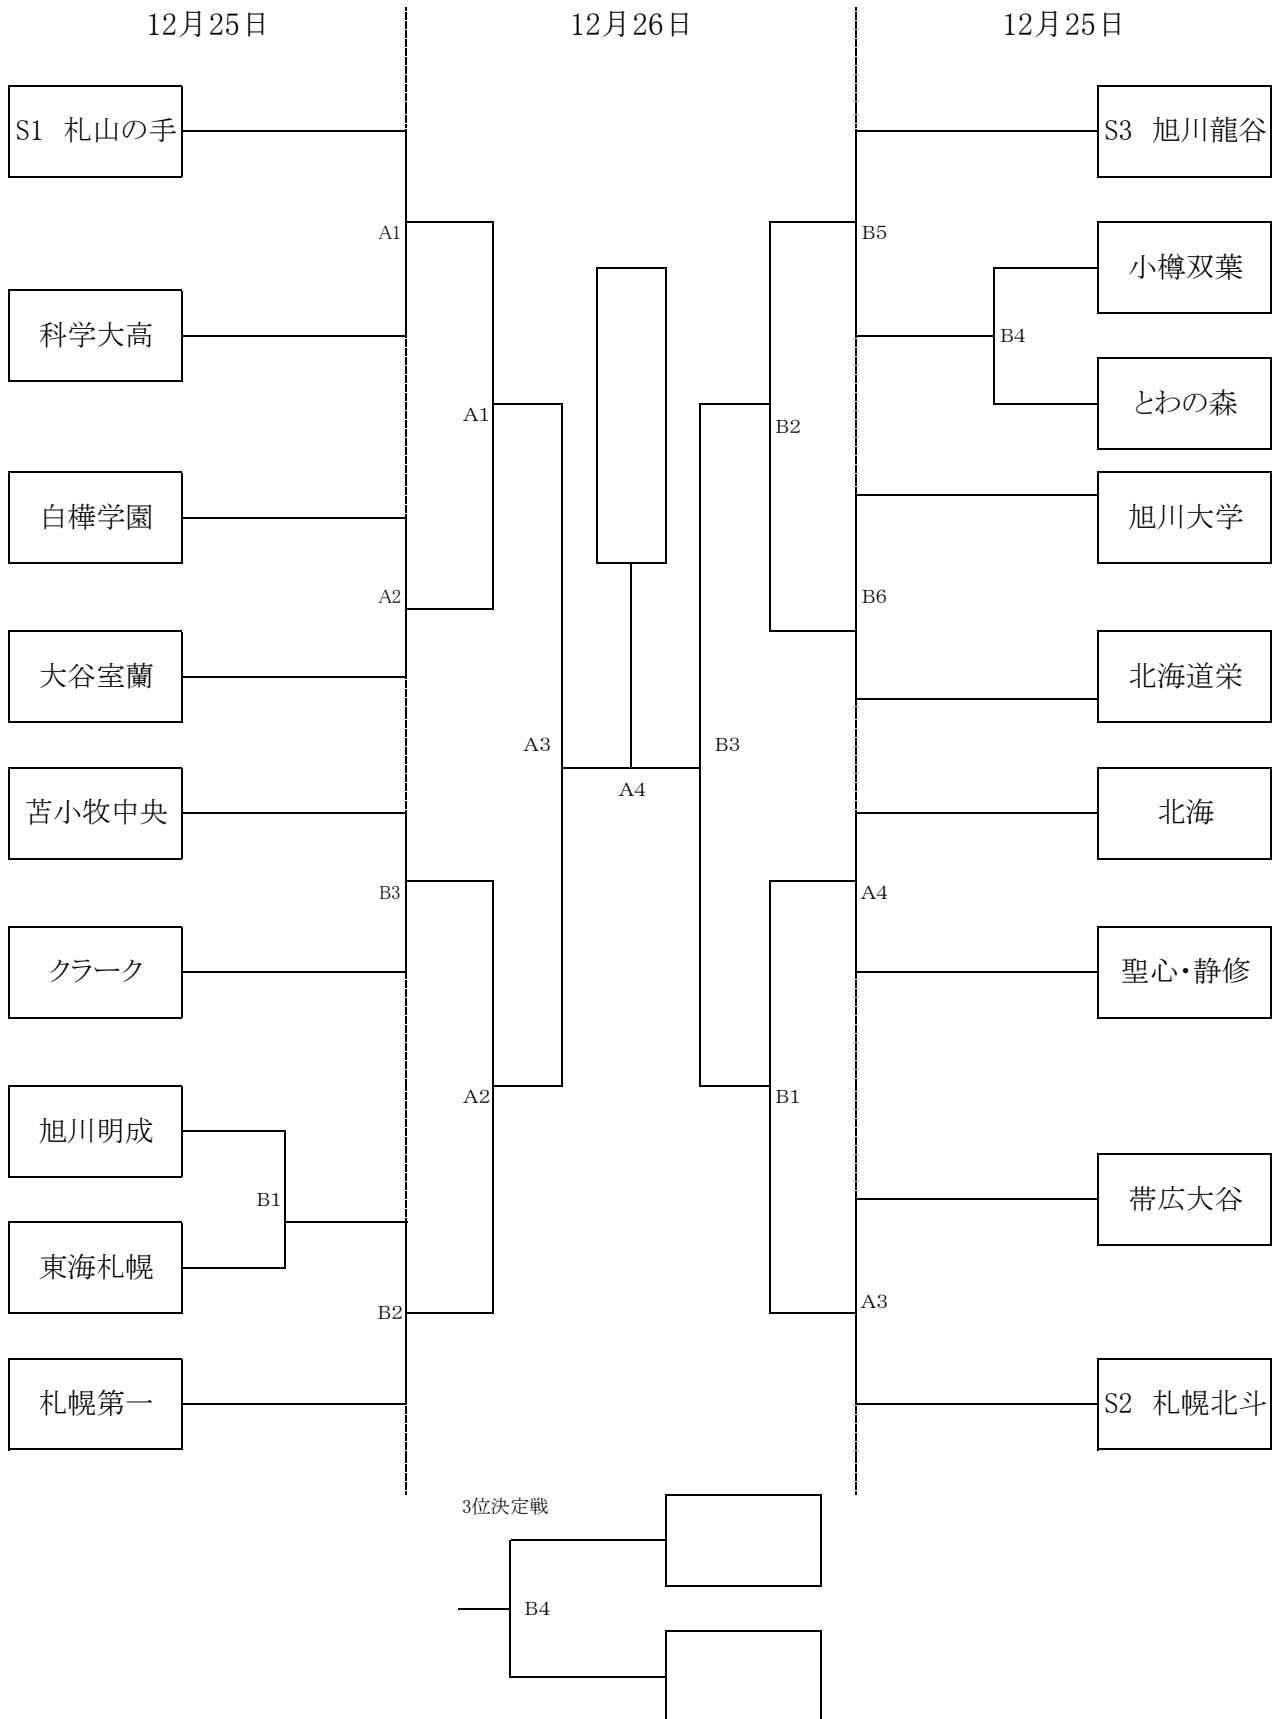 12月25日
12月26日
12月25日
S1 札山の手
S3 旭川龍谷
A1
B5
小樽双葉
科学大高
B4
とわの森
A1
B2
白樺学園
旭川大学
A2
B6
大谷室蘭
北海道栄
A3
B3
A4
苫小牧中央
北海
B3
A4
クラーク
聖心・静修
A2
B1
旭川明成
B1
帯広大谷
東海札幌
B2
A3
札幌第一
S2 札幌北斗
3位決定戦
B4